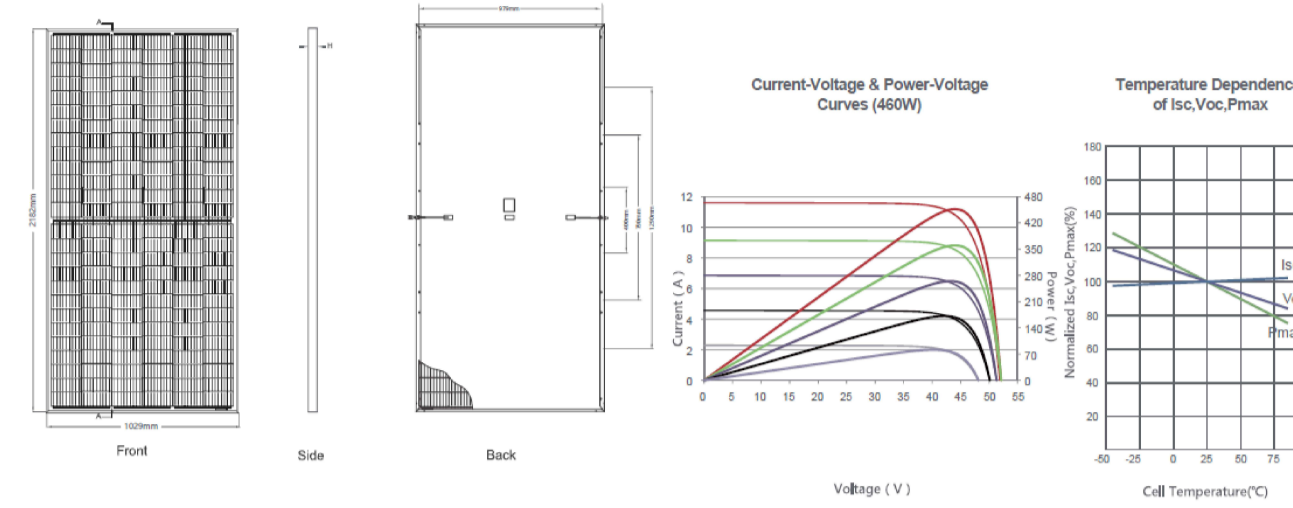 A
2182mm
A
1029mm
Front
H
Side
979mm
1290mm
Back
Current-Voltage & Power-Voltage
Curves (460W)
Current ( A )
12
10
8
6
4
2
0
480
420
350
280
210
140
70
0
Power ( W )
0 5 10 15 20 25 30 35 40 45 50 55
Voltage ( V )
Temperature Dependenc
of Isc,Voc,Pmax
Normalized Isc,Voc,Pmax(%)
180
160
140
120
100
80
60
40
20
Is
V
Pma
-50 -25 0 25 50 75
Cell Temperature(°C)